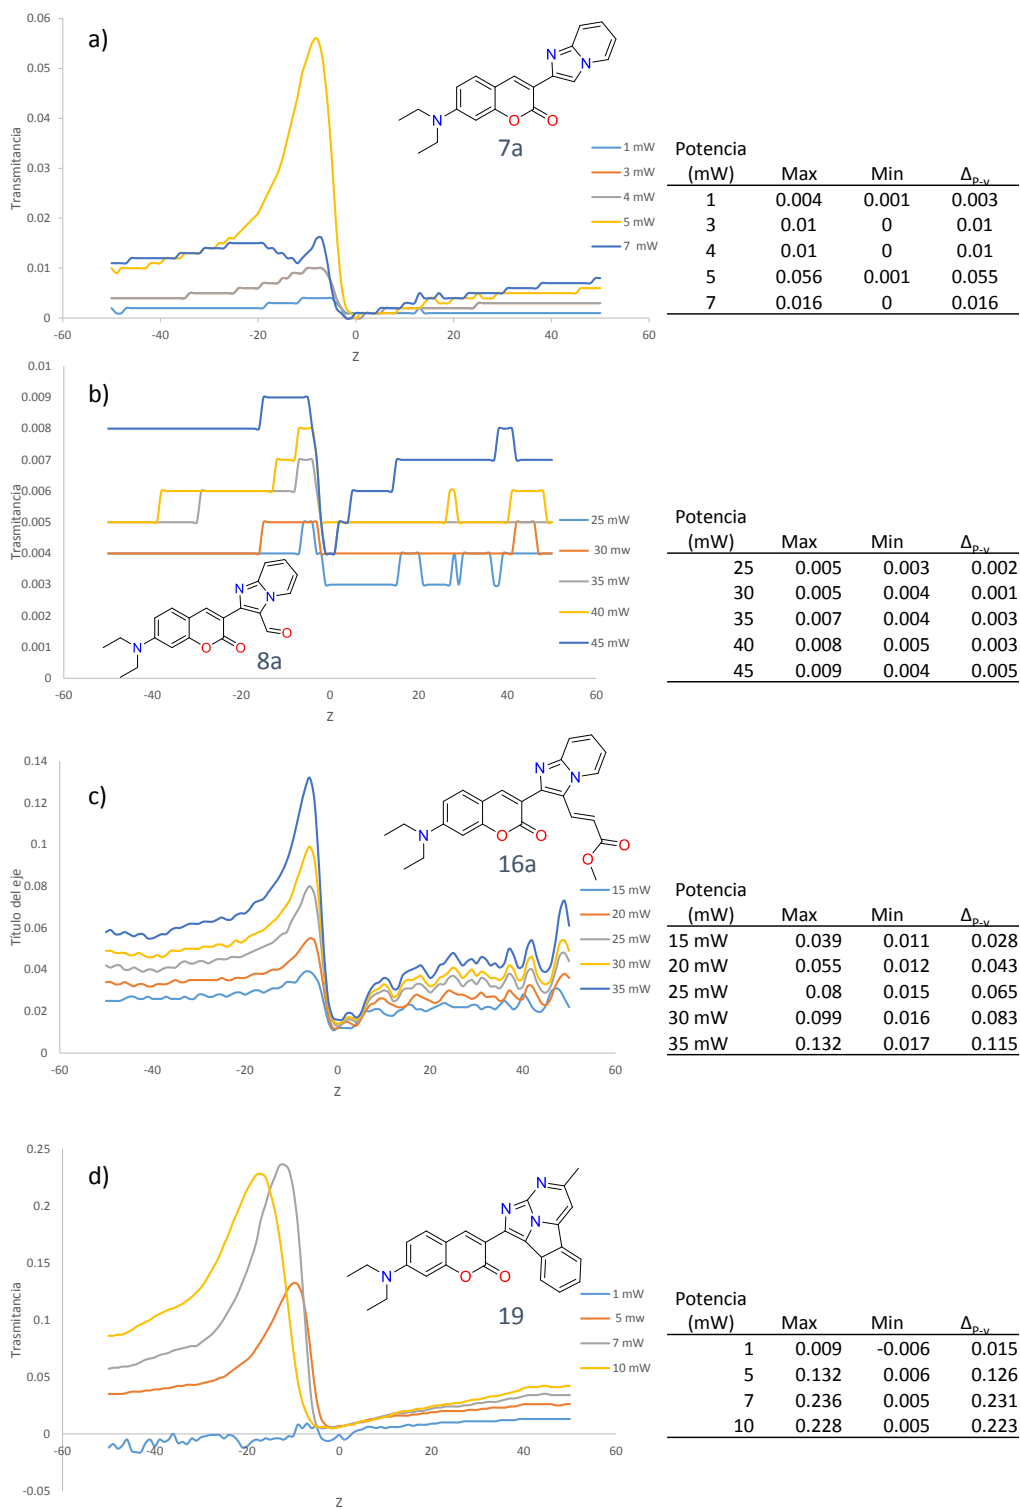 a)
0.06
0.05
0.04
0.03
0.02
0.01
0
-60
-40
-20
0
20
40
60
Transmitancia
Z
N
N
N
O
O
7a
1 mW
3 mW
4 mW
5 mW
7 mW
Potencia
(mW) Max Min ΔP-v
1 0.004 0.001 0.003
3 0.01 0 0.01
4 0.01 0 0.01
5 0.056 0.001 0.055
7 0.016 0 0.016
b)
0.01
0.009
0.008
0.007
0.006
0.005
0.004
0.003
0.002
0.001
0
-60
-40
-20
0
20
40
60
Trasmitancia
Z
N
N
N
O
O
O
8a
25 mW
30 mw
35 mW
40 mW
45 mW
Potencia
(mW) Max Min ΔP-v
25 0.005 0.003 0.002
30 0.005 0.004 0.001
35 0.007 0.004 0.003
40 0.008 0.005 0.003
45 0.009 0.004 0.005
c)
0.14
0.12
0.1
0.08
0.06
0.04
0.02
0
-60
-40
-20
0
20
40
60
Título del eje
Z
N
N
N
O
O
O
O
16a
15 mW
20 mW
25 mW
30 mW
35 mW
Potencia
(mW) Max Min ΔP-v
15 mW 0.039 0.011 0.028
20 mW 0.055 0.012 0.043
25 mW 0.08 0.015 0.065
30 mW 0.099 0.016 0.083
35 mW 0.132 0.017 0.115
d)
0.25
0.2
0.15
0.1
0.05
0
-0.05
-60
-40
-20
0
20
40
60
Trasmitancia
Z
N
N
N
N
O
O
19
1 mW
5 mw
7 mW
10 mW
Potencia
(mW) Max Min ΔP-v
1 0.009 -0.006 0.015
5 0.132 0.006 0.126
7 0.236 0.005 0.231
10 0.228 0.005 0.223